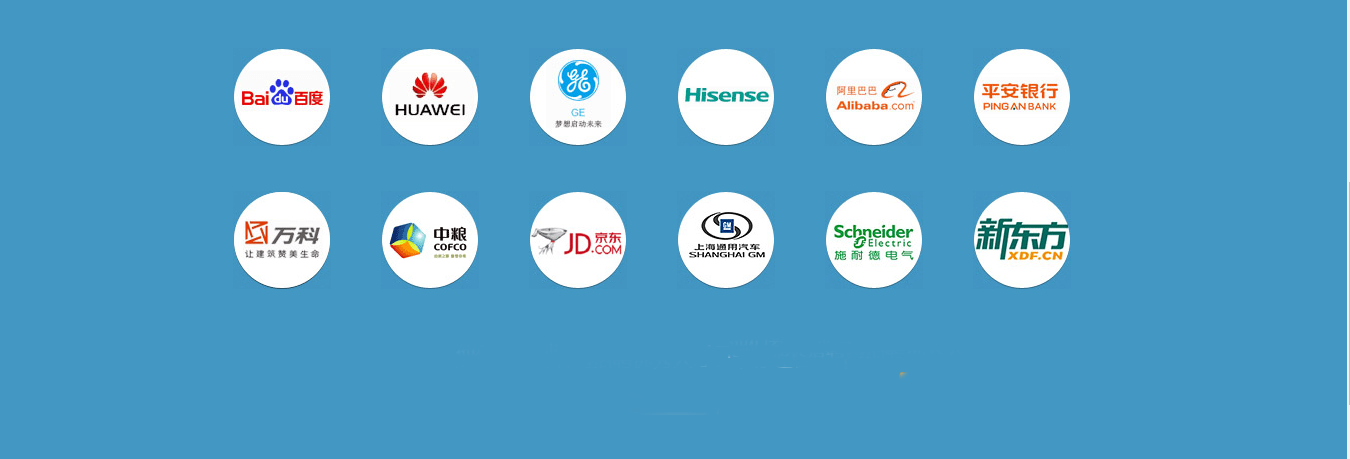 Bai du 百度
HUAWEI
GE
梦想启动未来
Hisense
阿里巴巴
Alibaba.com
平安银行
PING AN BANK
万科
让建筑赞美生命
中粮
COFCO
JD 京东
.COM
GM
上海通用汽车
SHANGHAI GM
Schneider
Electric
施耐德电气
新东方
XDF.CN